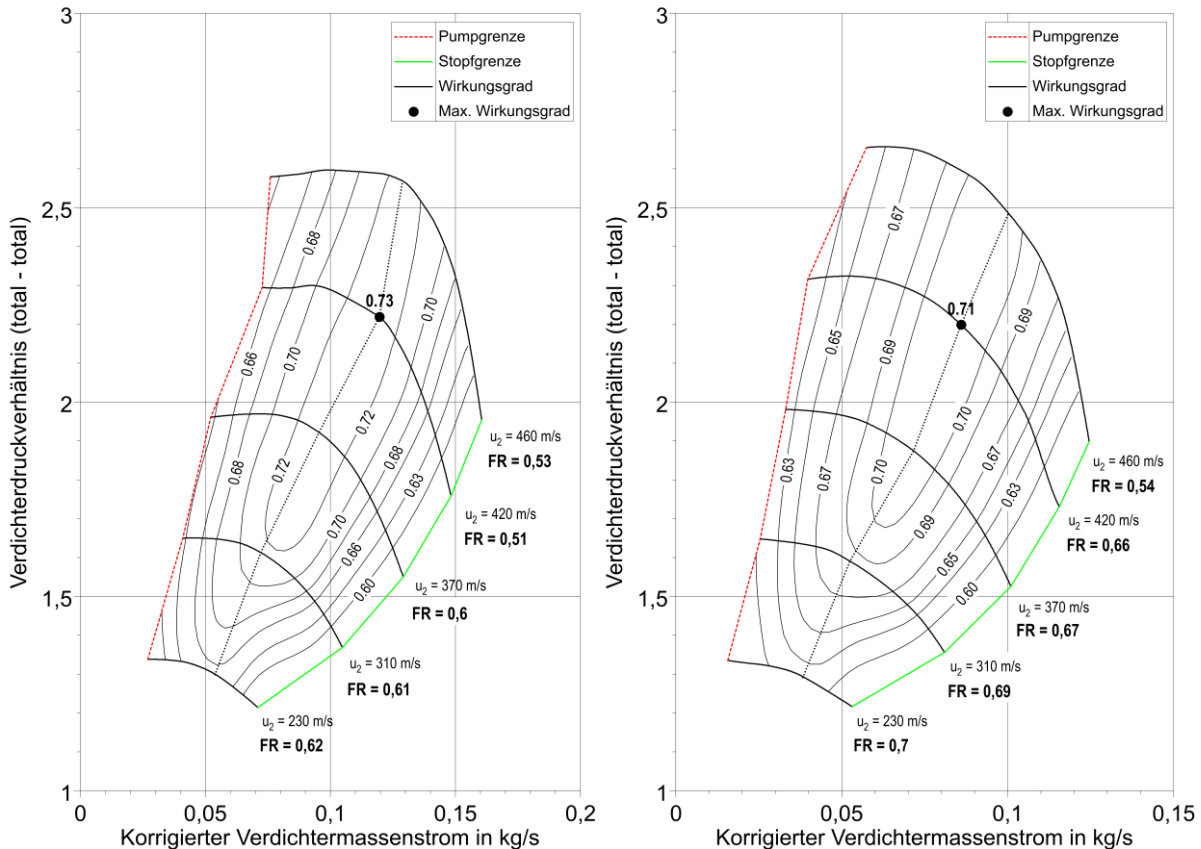 3
2,5
2
1,5
1
Verdichterdruckverhältnis (total - total)
Pumpgrenze
Stopfgrenze
Wirkungsgrad
Max. Wirkungsgrad
0.68
0.73
0.70
0.66
0.70
0.72
0.68
0.72
0.68
0.63
0.70
0.66
0.60
u2 = 460 m/s
FR = 0,53
u2 = 420 m/s
FR = 0,51
u2 = 370 m/s
FR = 0,6
u2 = 310 m/s
FR = 0,61
u2 = 230 m/s
FR = 0,62
0
0,05
0,1
0,15
0,2
Korrigierter Verdichtermassenstrom in kg/s
3
2,5
2
1,5
1
Verdichterdruckverhältnis (total - total)
Pumpgrenze
Stopfgrenze
Wirkungsgrad
Max. Wirkungsgrad
0.67
0.71
0.69
0.65
0.69
0.70
0.63
0.67
0.70
0.67
0.63
0.69
0.65
0.60
u2 = 460 m/s
FR = 0,54
u2 = 420 m/s
FR = 0,66
u2 = 370 m/s
FR = 0,67
u2 = 310 m/s
FR = 0,69
u2 = 230 m/s
FR = 0,7
0
0,05
0,1
0,15
Korrigierter Verdichtermassenstrom in kg/s